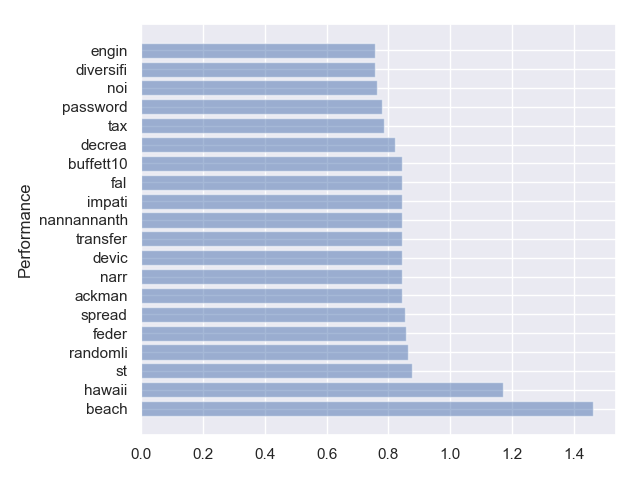 engin
diversifi
noi
password
tax
decrea
buffett10
fal
impati
nannannanth
transfer
devic
narr
ackman
spread
feder
randomli
st
hawaii
beach
Performance
0.0 0.2 0.4 0.6 0.8 1.0 1.2 1.4